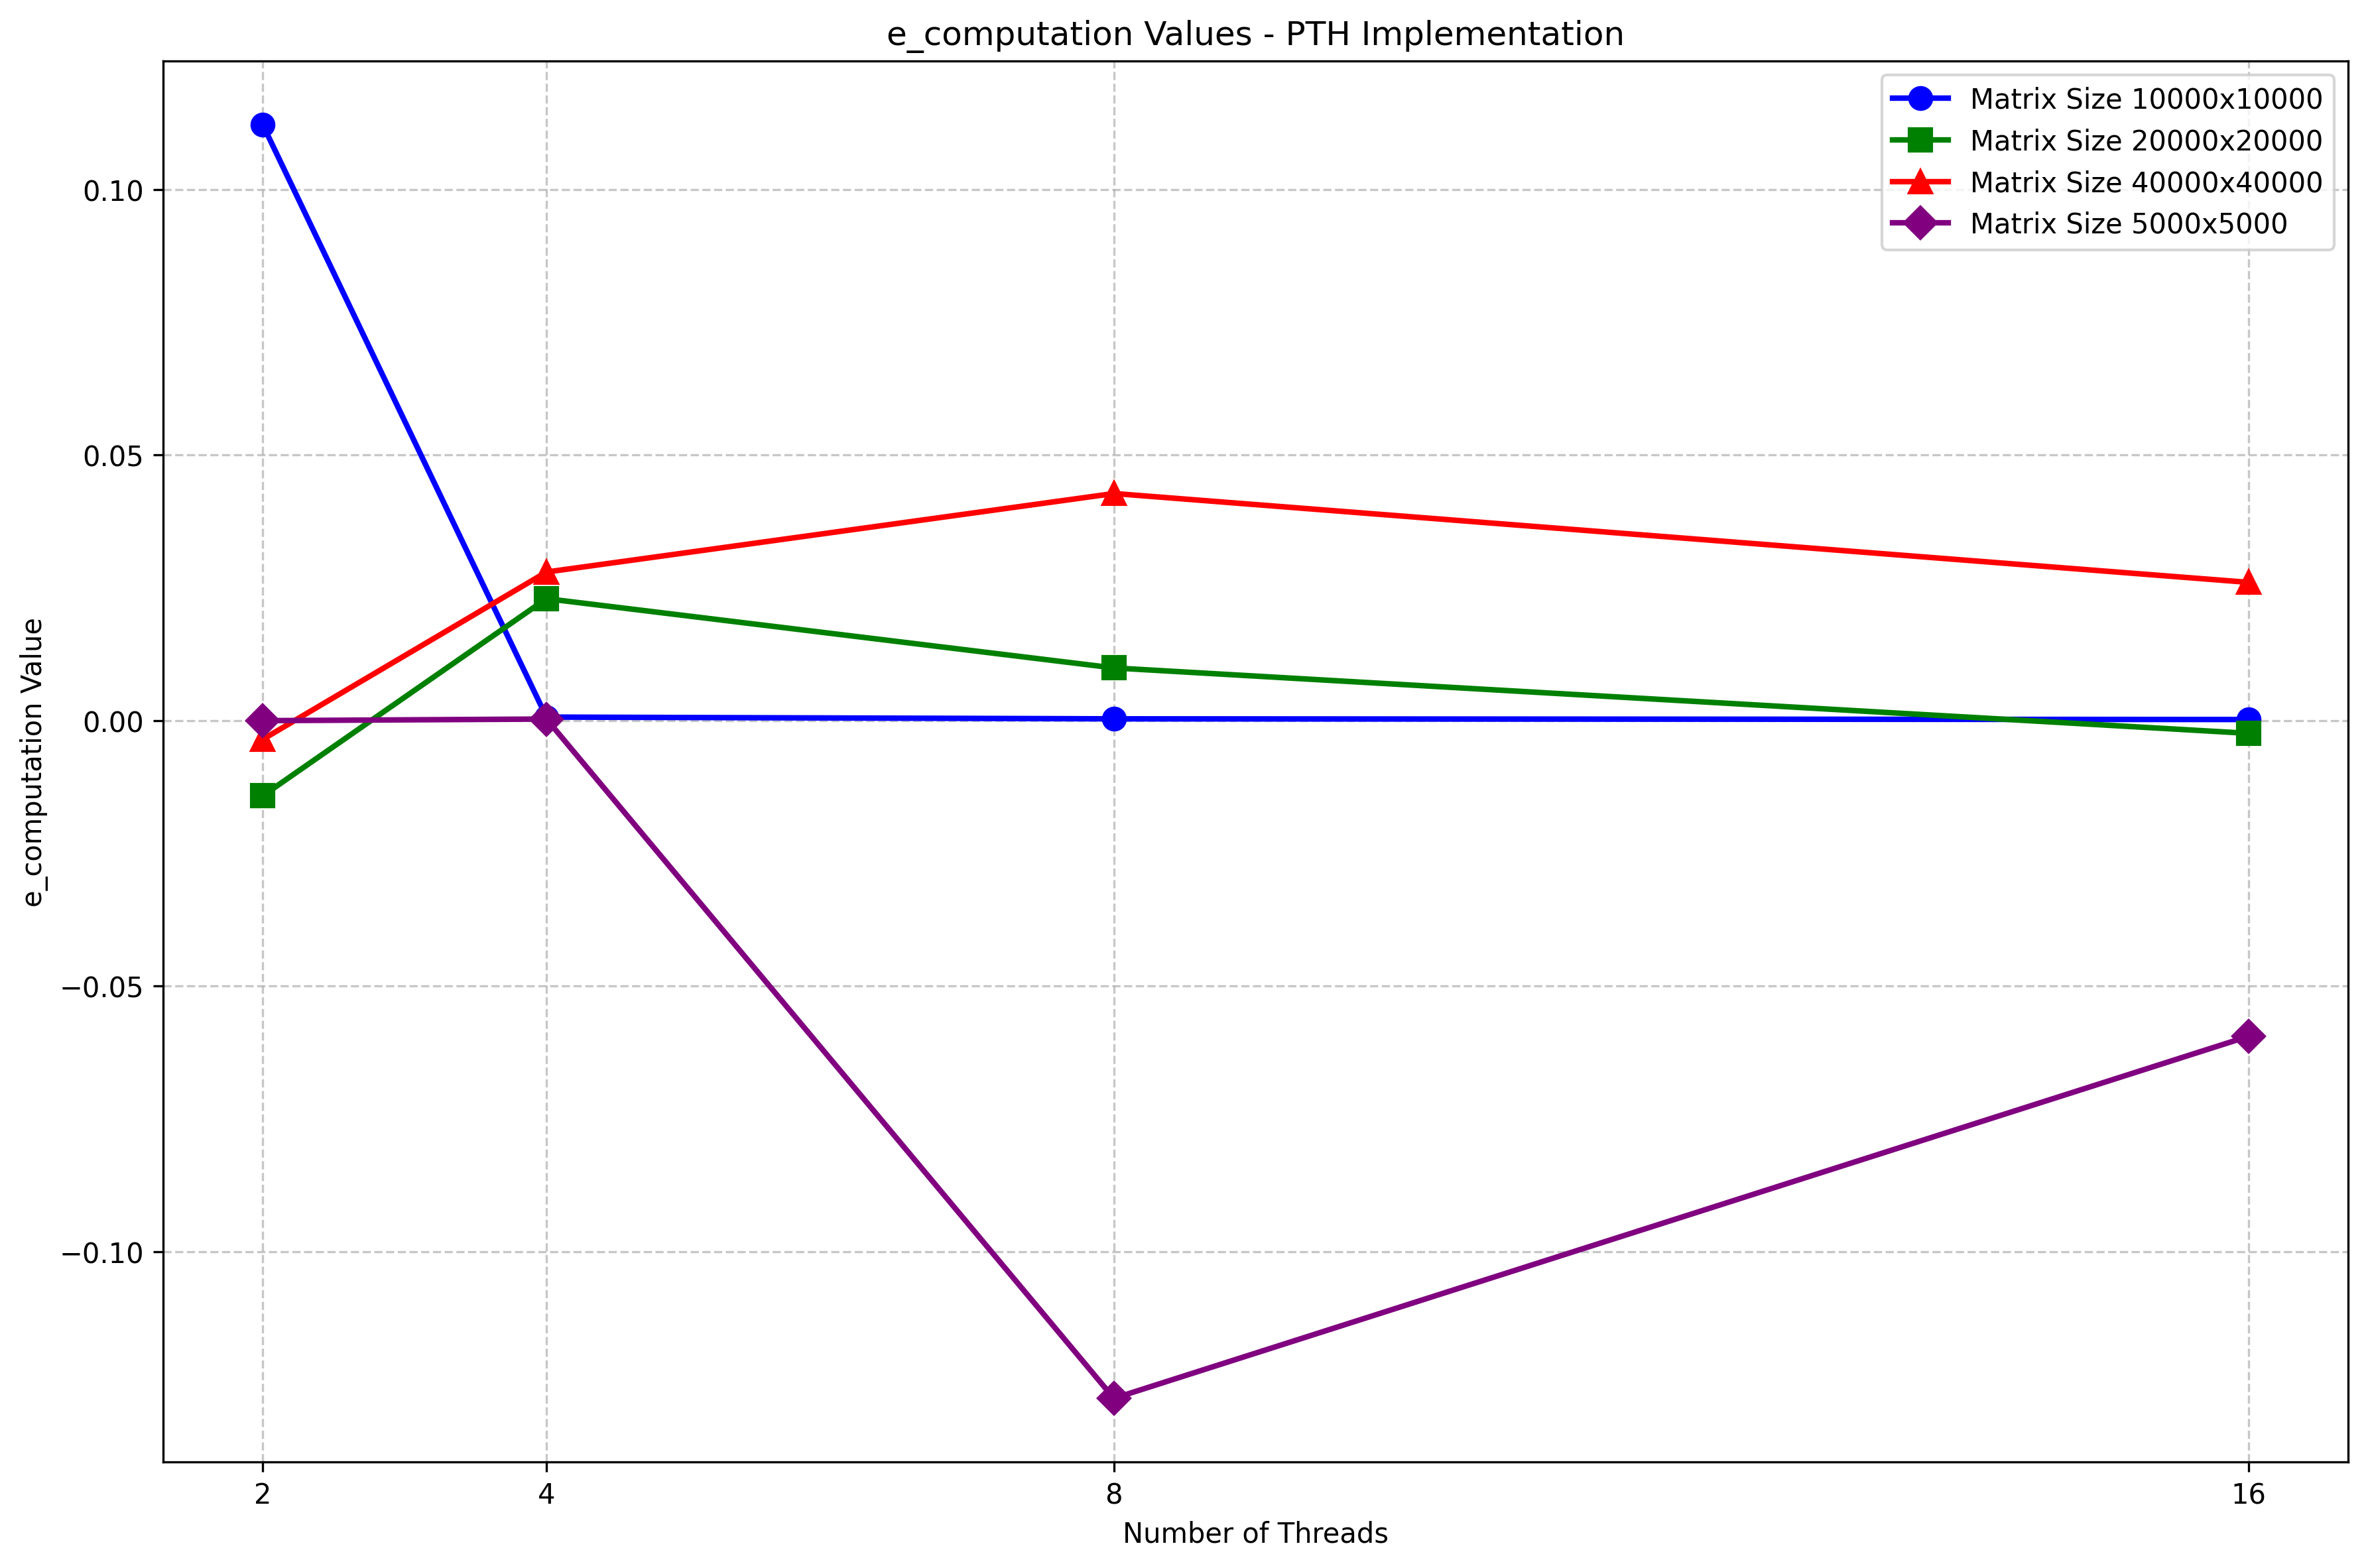 e_computation Values - PTH Implementation
Matrix Size 10000x10000
Matrix Size 20000x20000
Matrix Size 40000x40000
Matrix Size 5000x5000
e_computation Value
0.10
0.05
0.00
−0.05
−0.10
2 4 8 16
Number of Threads